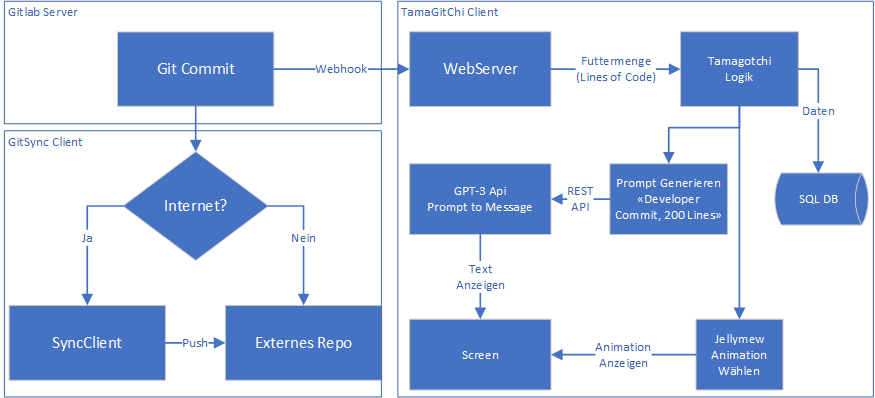 Gitlab Server
Git Commit
Webhook
GitSync Client
Internet?
Ja
Nein
SyncClient
Push
Externes Repo
TamaGitChi Client
WebServer
Futtermenge
(Lines of Code)
Tamagotchi
Logik
Daten
SQL DB
Prompt Generieren
«Developer
Commit, 200 Lines»
REST
API
GPT-3 Api
Prompt to Message
Text
Anzeigen
Screen
Animation
Anzeigen
Jellymew
Animation
Wählen